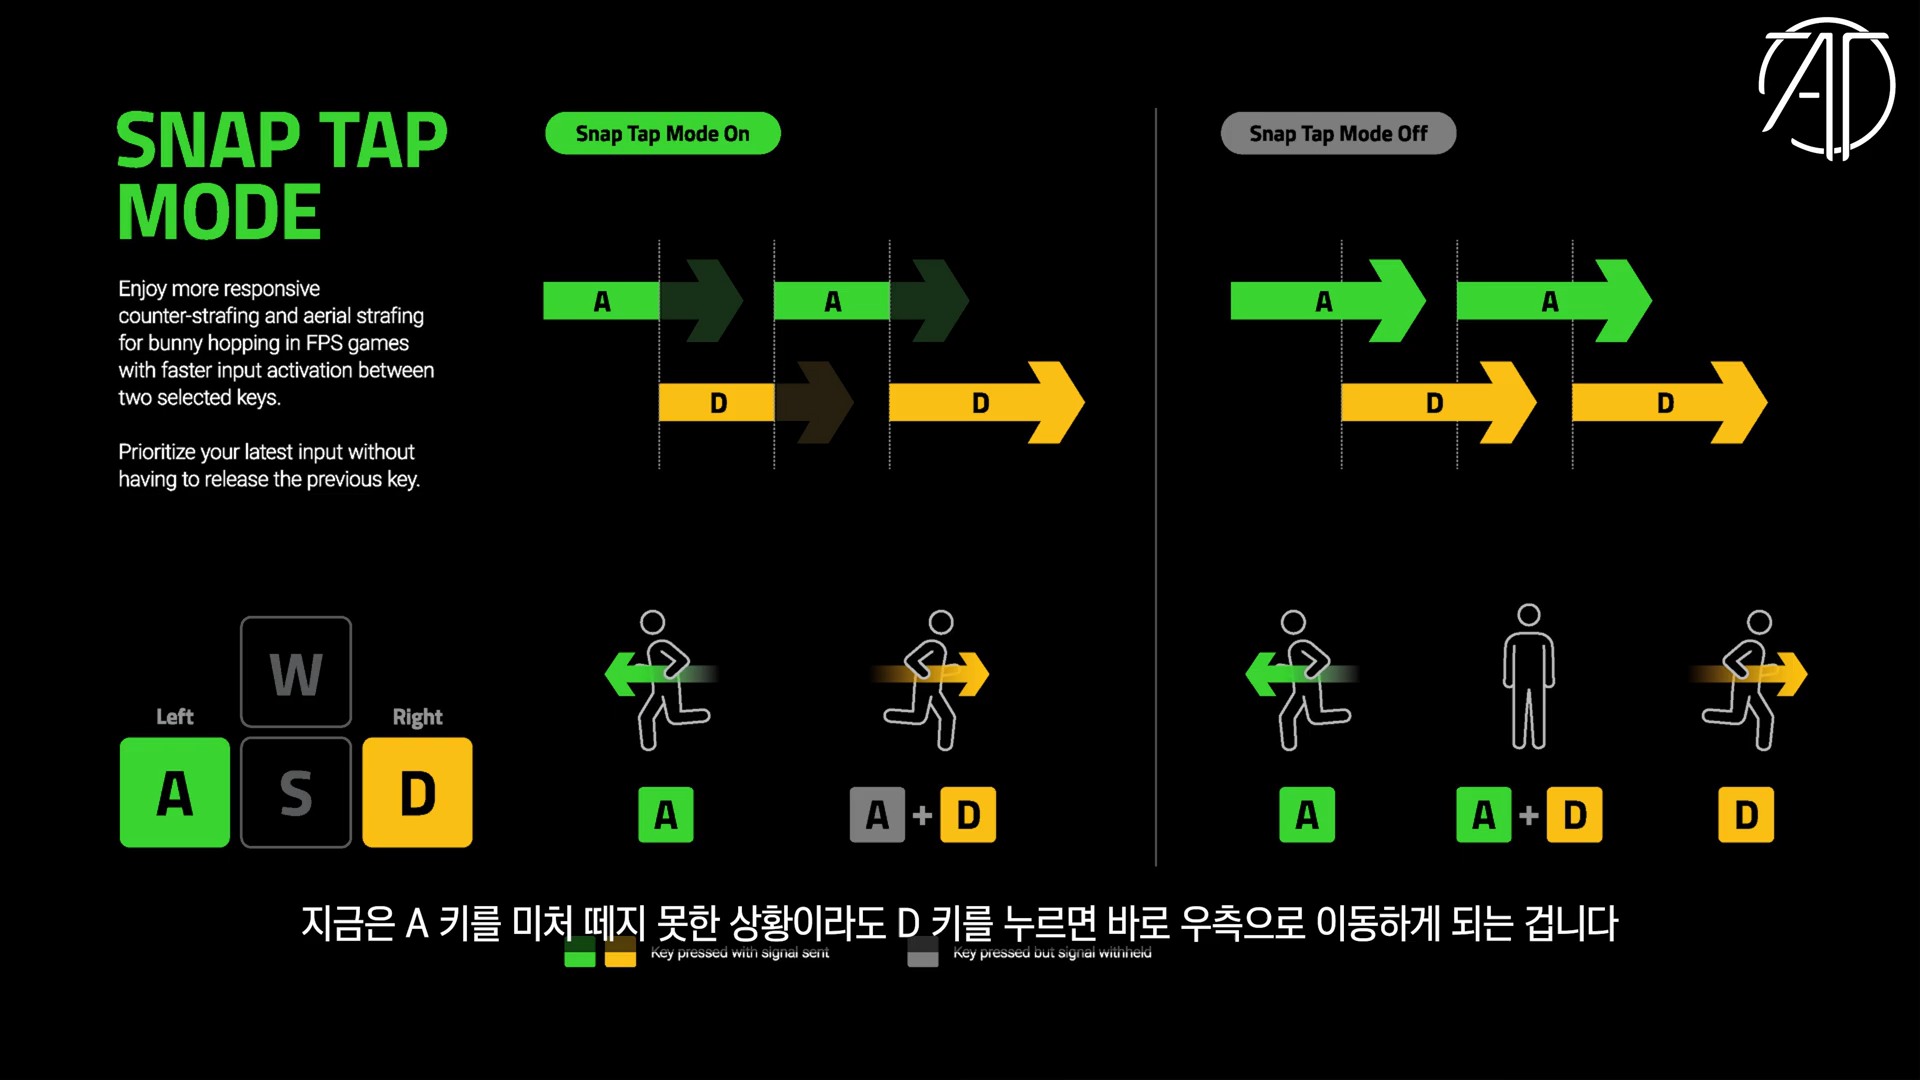 SNAP TAP
MODE
Enjoy more responsive
counter-strafing and aerial strafing
for bunny hopping in FPS games
with faster input activation between
two selected keys.
Prioritize your latest input without
having to release the previous key.
W
Left
Right
A
S
D
Snap Tap Mode On
A
A
D
D
A
A + D
Snap Tap Mode Off
A
A
D
D
A
A + D
D
지금은 A 키를 미처 떼지 못한 상황이라도 D 키를 누르면 바로 우측으로 이동하게 되는 겁니다
Key pressed with signal sent
Key pressed but signal withheld